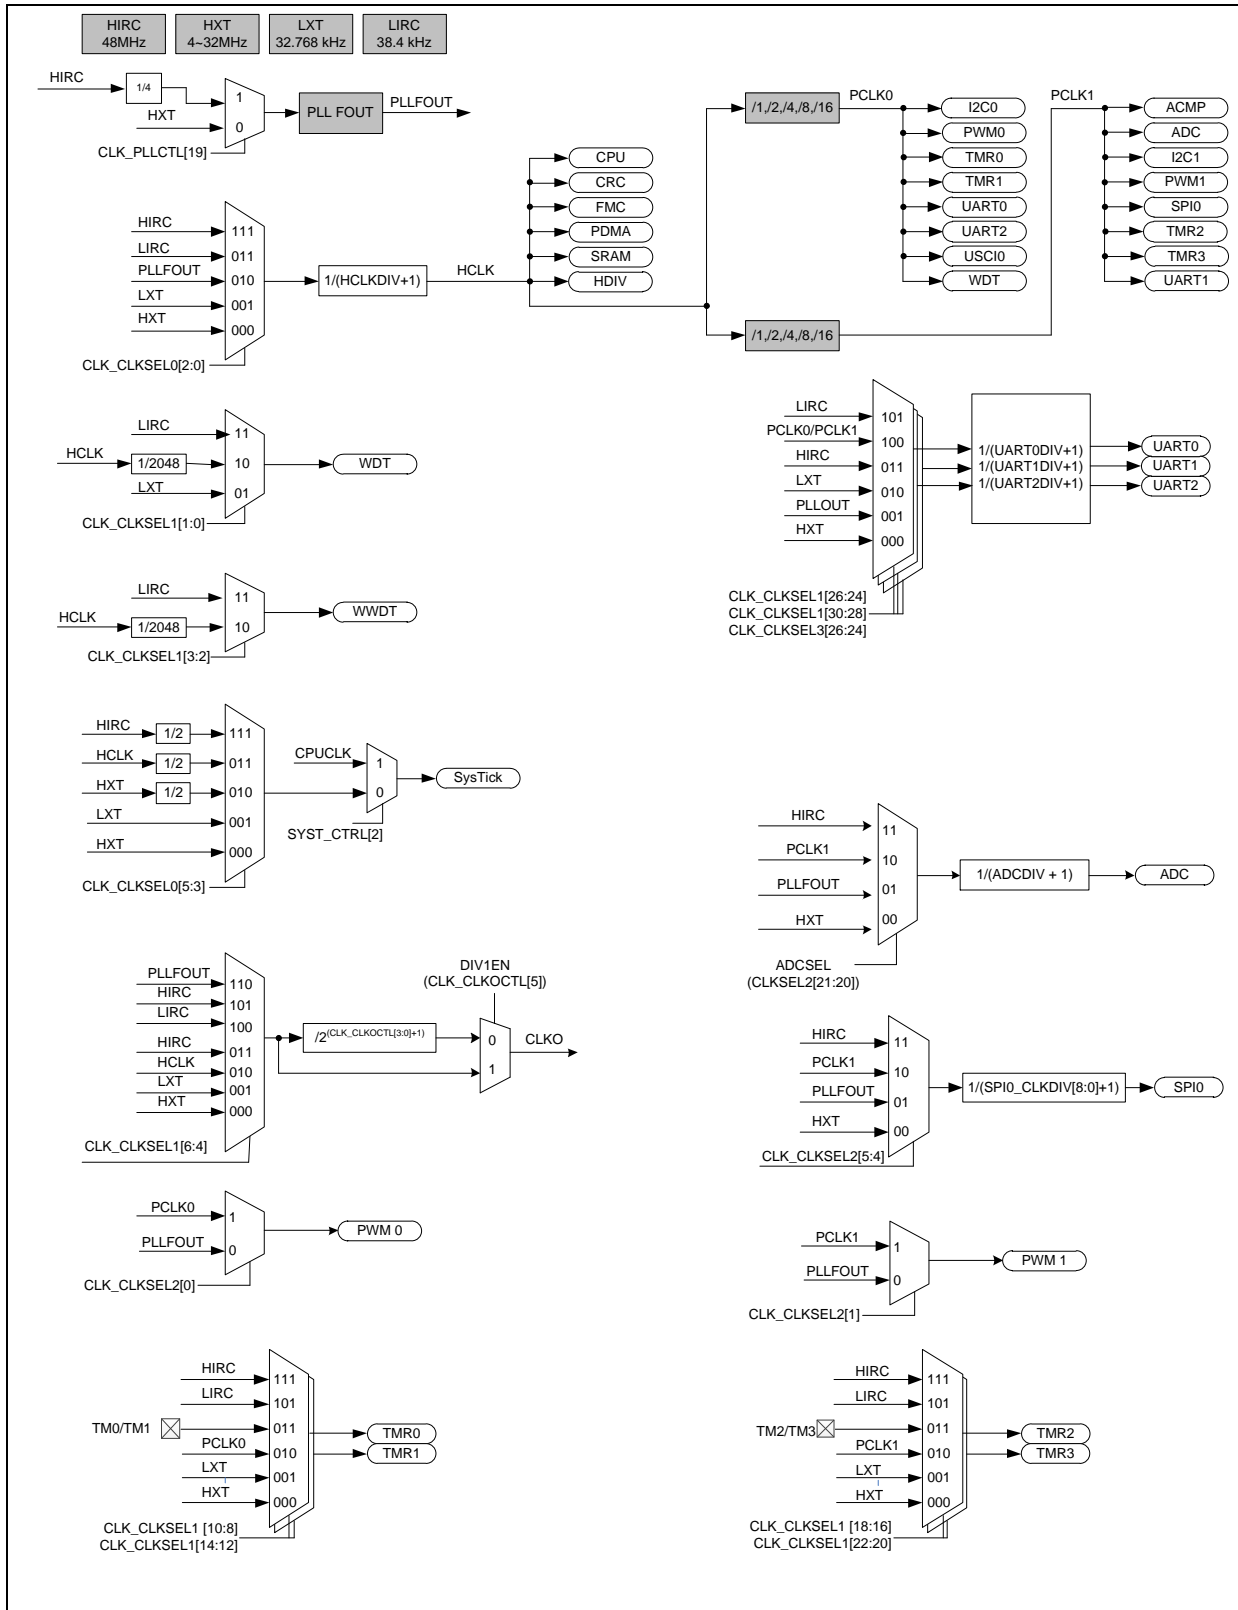 HIRC
48MHz
HXT
4~32MHz
LXT
32.768 kHz
LIRC
38.4 kHz
HIRC
1/4
HXT
1
0
PLL FOUT
PLLFOUT
CLK_PLLCTL[19]
HIRC
LIRC
PLLFOUT
LXT
HXT
111
011
010
001
000
CLK_CLKSEL0[2:0]
1/(HCLKDIV+1)
HCLK
CPU
CRC
FMC
PDMA
SRAM
HDIV
/1,/2,/4,/8,/16
PCLK0
I2C0
PWM0
TMR0
TMR1
UART0
UART2
USCI0
WDT
/1,/2,/4,/8,/16
PCLK1
ACMP
ADC
I2C1
PWM1
SPI0
TMR2
TMR3
UART1
LIRC
HCLK
1/2048
LXT
11
10
01
CLK_CLKSEL1[1:0]
WDT
LIRC
PCLK0/PCLK1
HIRC
LXT
PLLOUT
HXT
101
100
011
010
001
000
CLK_CLKSEL1[26:24]
CLK_CLKSEL1[30:28]
CLK_CLKSEL3[26:24]
1/(UART0DIV+1)
1/(UART1DIV+1)
1/(UART2DIV+1)
UART0
UART1
UART2
LIRC
HCLK
1/2048
11
10
CLK_CLKSEL1[3:2]
WWDT
HIRC
1/2
HCLK
1/2
HXT
1/2
LXT
HXT
111
011
010
001
000
CLK_CLKSEL0[5:3]
CPUCLK
1
0
SYST_CTRL[2]
SysTick
HIRC
PCLK1
PLLFOUT
HXT
11
10
01
00
ADCSEL
(CLKSEL2[21:20])
1/(ADCDIV + 1)
ADC
PLLFOUT
HIRC
LIRC
HIRC
HCLK
LXT
HXT
110
101
100
011
010
001
000
CLK_CLKSEL1[6:4]
/2(CLK_CLKOCTL[3:0]+1)
DIV1EN
(CLK_CLKOCTL[5])
0
1
CLKO
HIRC
PCLK1
PLLFOUT
HXT
11
10
01
00
CLK_CLKSEL2[5:4]
1/(SPI0_CLKDIV[8:0]+1)
SPI0
PCLK0
PLLFOUT
1
0
CLK_CLKSEL2[0]
PWM 0
PCLK1
PLLFOUT
1
0
CLK_CLKSEL2[1]
PWM 1
HIRC
LIRC
TM0/TM1
PCLK0
LXT
HXT
111
101
011
010
001
000
CLK_CLKSEL1 [10:8]
CLK_CLKSEL1[14:12]
TMR0
TMR1
HIRC
LIRC
TM2/TM3
PCLK1
LXT
HXT
111
101
011
010
001
000
CLK_CLKSEL1 [18:16]
CLK_CLKSEL1[22:20]
TMR2
TMR3